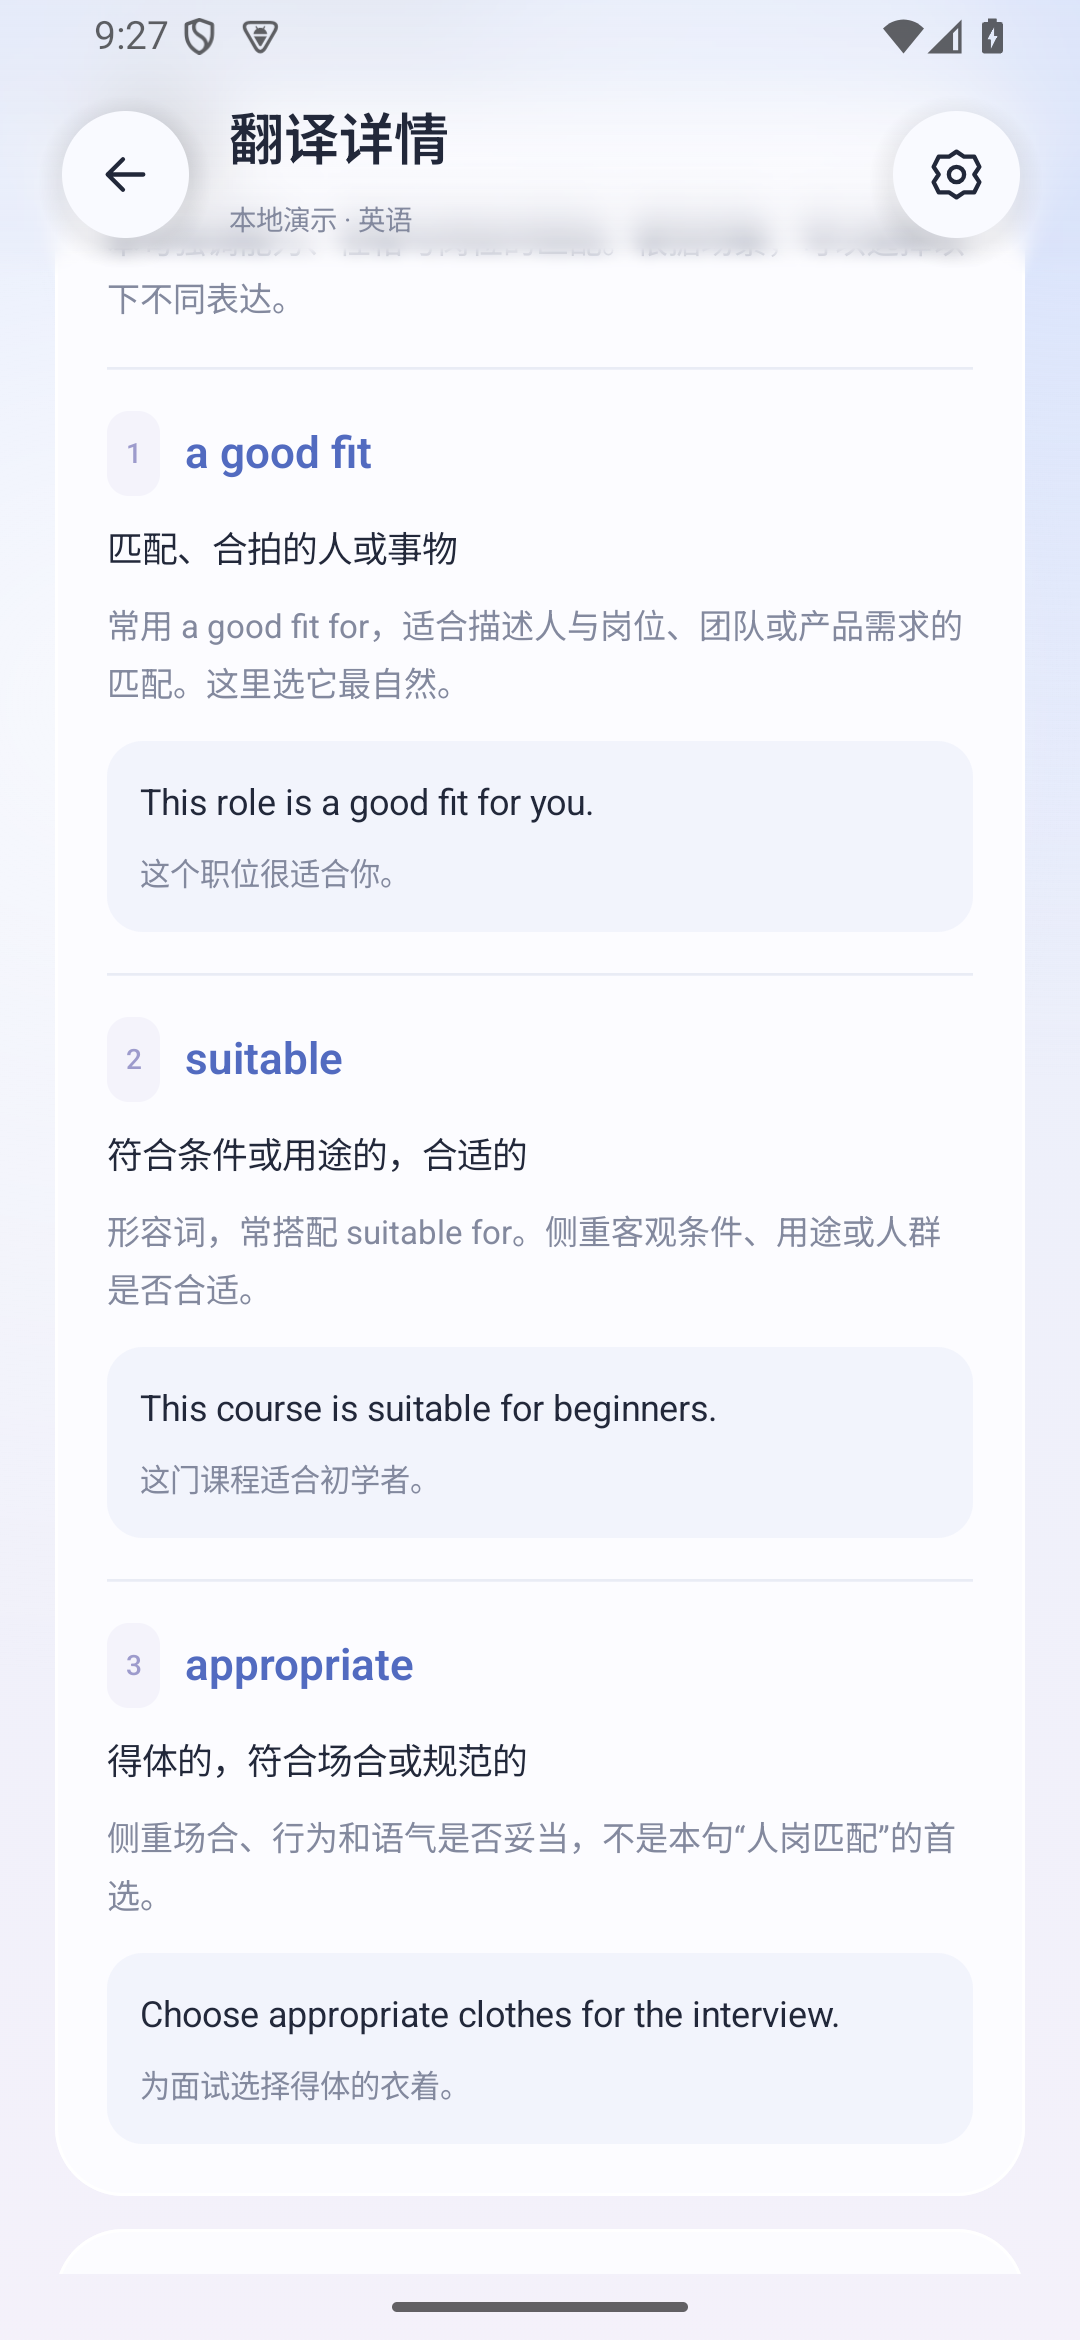 9:27
翻译详情
本地演示 · 英语
下不同表达。
1 a good fit
匹配、合拍的人或事物
常用 a good fit for，适合描述人与岗位、团队或产品需求的
匹配。这里选它最自然。
This role is a good fit for you.
这个职位很适合你。
2 suitable
符合条件或用途的，合适的
形容词，常搭配 suitable for。侧重客观条件、用途或人群
是否合适。
This course is suitable for beginners.
这门课程适合初学者。
3 appropriate
得体的，符合场合或规范的
侧重场合、行为和语气是否妥当，不是本句“人岗匹配”的首
选。
Choose appropriate clothes for the interview.
为面试选择得体的衣着。